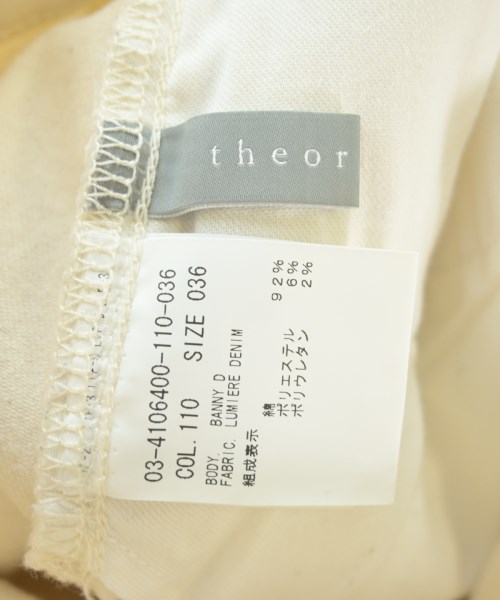 theor
03-4106400-110-036
COL.110 SIZE 036
BODY. BANNY D
FABRIC. LUMIERE DENIM
組成表示
綿 92%
ポリエステル 6%
ポリウレタン 2%